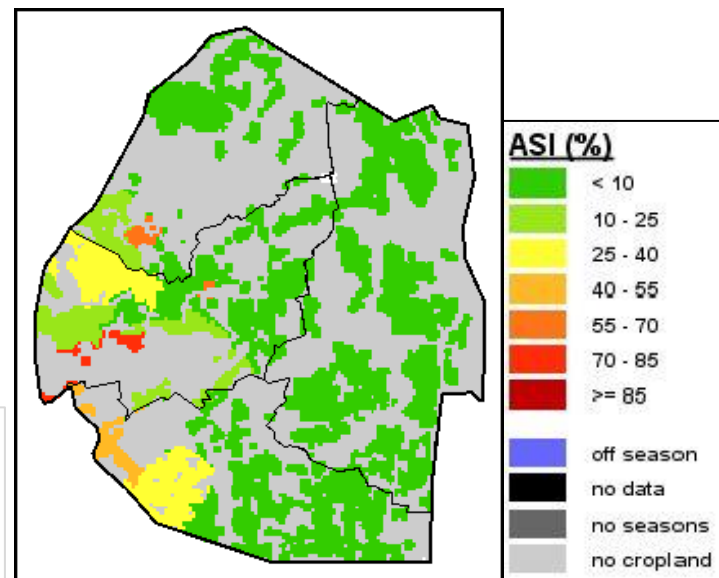 ASI (%)
< 10
10 - 25
25 - 40
40 - 55
55 - 70
70 - 85
>= 85
off season
no data
no seasons
no cropland